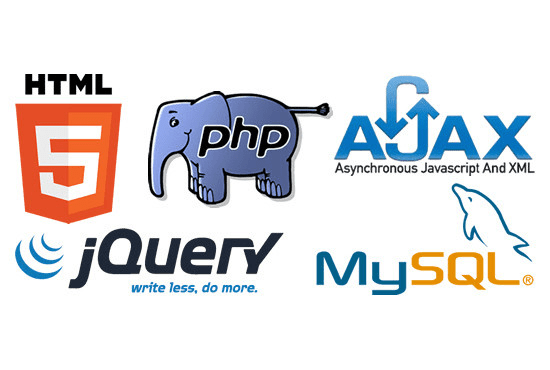 HTML
5
php
AJAX
Asynchronous Javascript And XML
jQuery
write less, do more.
MySQL®